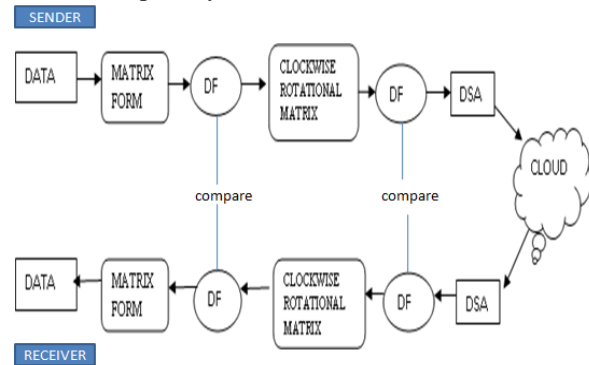 SENDER
DATA
MATRIX
FORM
DF
CLOCKWISE
ROTATIONAL
MATRIX
DF
DSA
CLOUD
compare
compare
DATA
MATRIX
FORM
DF
CLOCKWISE
ROTATIONAL
MATRIX
DF
DSA
RECEIVER